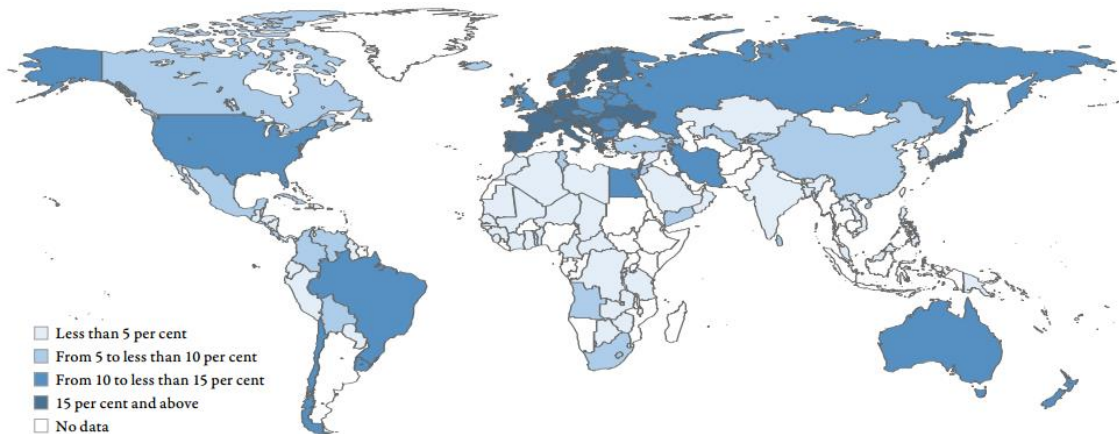 Less than 5 per cent
From 5 to less than 10 per cent
From 10 to less than 15 per cent
15 per cent and above
No data